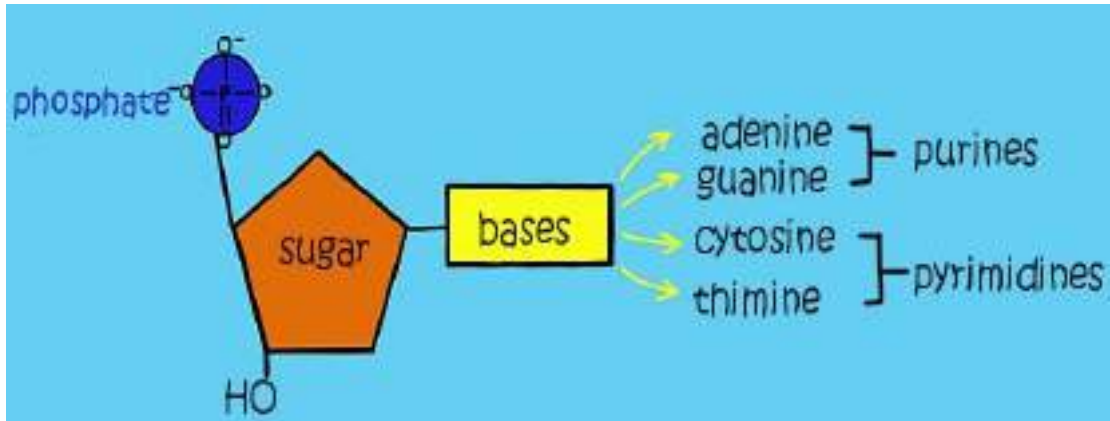 O⁻
phosphate
⁻O P O
O
sugar
HO
bases
adenine
guanine
purines
cytosine
thimine
pyrimidines